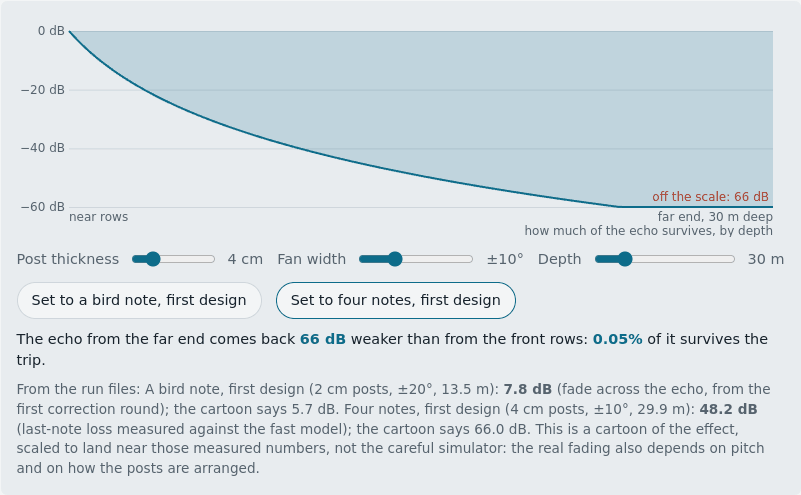 0 dB
−20 dB
−40 dB
−60 dB
off the scale: 66 dB
near rows
far end, 30 m deep
how much of the echo survives, by depth
Post thickness 4 cm Fan width ±10° Depth 30 m
Set to a bird note, first design Set to four notes, first design
The echo from the far end comes back 66 dB weaker than from the front rows: 0.05% of it survives the
trip.
From the run files: A bird note, first design (2 cm posts, ±20°, 13.5 m): 7.8 dB (fade across the echo, from the
first correction round); the cartoon says 5.7 dB. Four notes, first design (4 cm posts, ±10°, 29.9 m): 48.2 dB
(last-note loss measured against the fast model); the cartoon says 66.0 dB. This is a cartoon of the effect,
scaled to land near those measured numbers, not the careful simulator: the real fading also depends on pitch
and on how the posts are arranged.